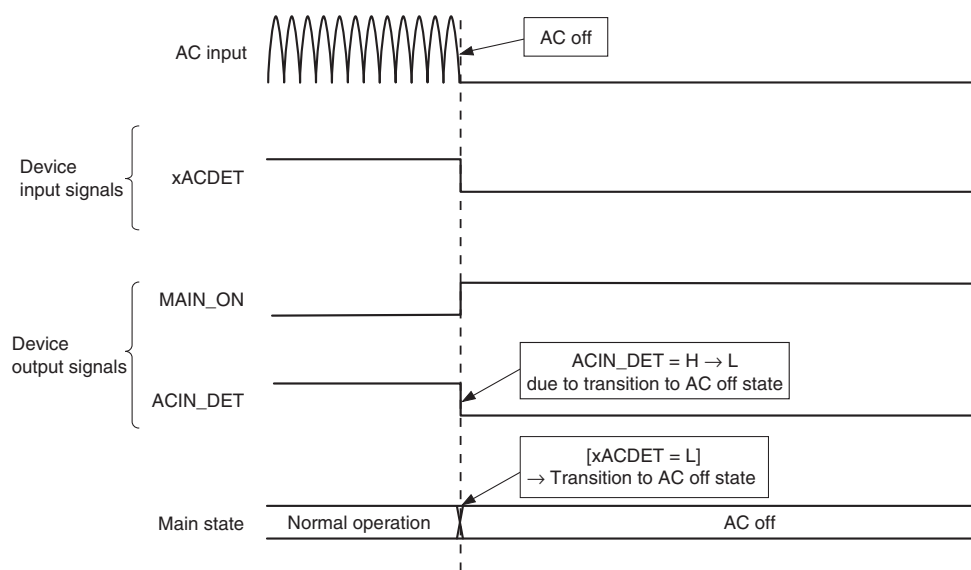 AC input
AC off
Device
input signals
xACDET
MAIN_ON
Device
output signals
ACIN_DET = H → L
due to transition to AC off state
ACIN_DET
[xACDET = L]
→ Transition to AC off state
Main state
Normal operation
AC off